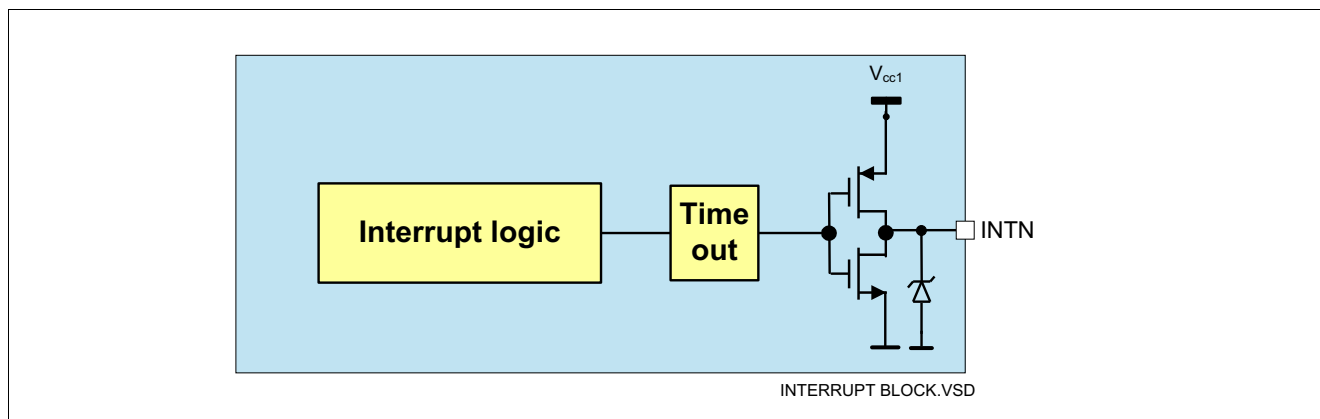 Vcc1
Interrupt logic
Time
out
INTN
INTERRUPT BLOCK.VSD